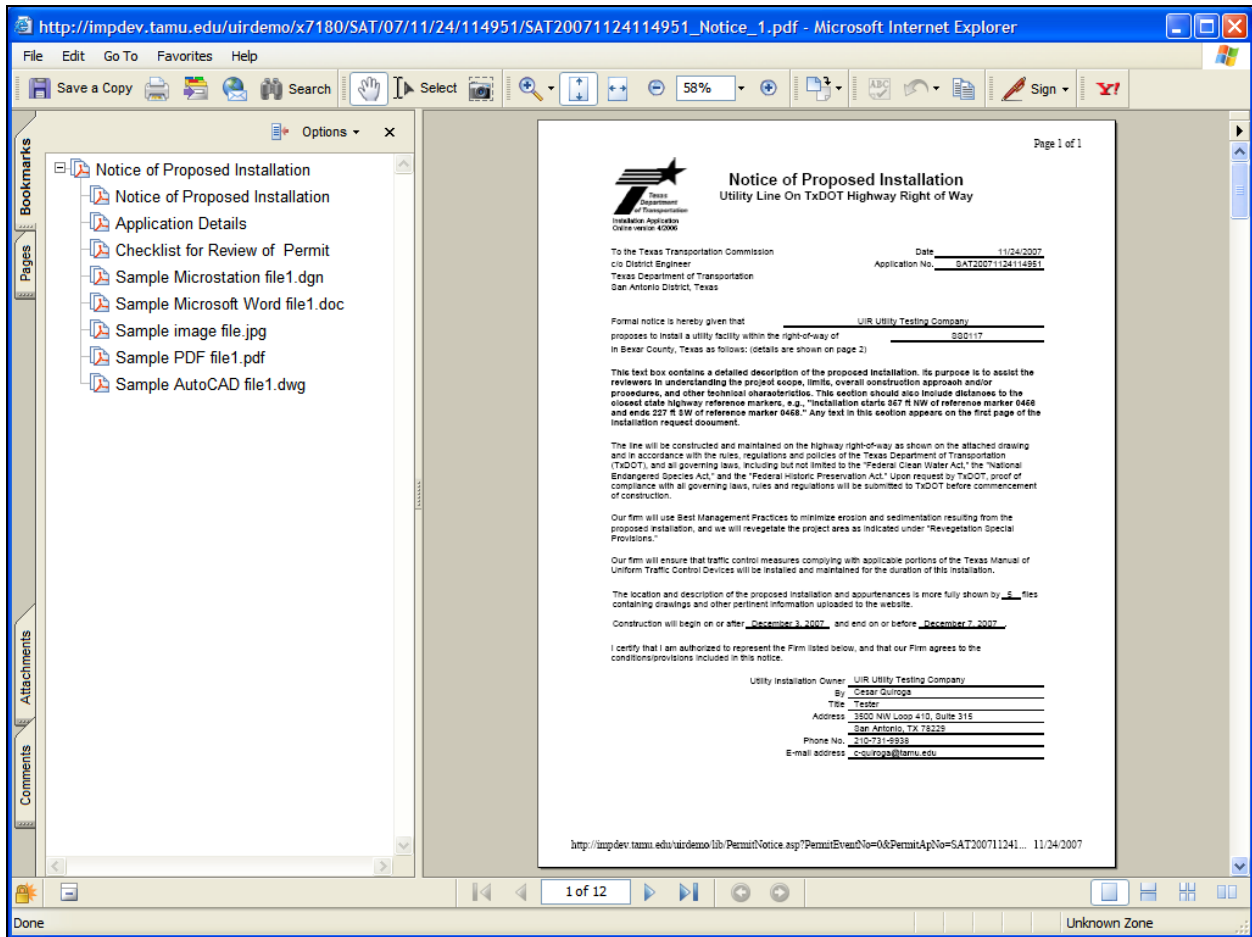 http://impdev.tamu.edu/uirdemo/x7180/SAT/07/11/24/114951/SAT20071124114951_Notice_1.pdf - Microsoft Internet Explorer
File Edit Go To Favorites Help
Save a Copy Search Select 58% Sign Y!
Options x
Bookmarks
Pages
Attachments
Comments
Notice of Proposed Installation
Notice of Proposed Installation
Application Details
Checklist for Review of Permit
Sample Microstation file1.dgn
Sample Microsoft Word file1.doc
Sample image file.jpg
Sample PDF file1.pdf
Sample AutoCAD file1.dwg
Page 1 of 1
Texas
Department
of Transportation
Installation Application
Online version 4/2006
Notice of Proposed Installation
Utility Line On TxDOT Highway Right of Way
To the Texas Transportation Commission
c/o District Engineer
Texas Department of Transportation
San Antonio District, Texas
Date 11/24/2007
Application No. SAT20071124114951
Formal notice is hereby given that UIR Utility Testing Company
proposes to install a utility facility within the right-of-way of
in Bexar County, Texas as follows: (details are shown on page 2)
This text box contains a detailed description of the proposed installation. Its purpose is to assist the
reviewers in understanding the project scope, limits, overall construction approach and/or
procedures, and other technical characteristics. This section should also include distances to the
closest state highway reference markers, e.g., "Installation starts 357 ft NW of reference marker 0456
and ends 227 ft SW of reference marker 0458." Any text in this section appears on the first page of the
installation request document.
The line will be constructed and maintained on the highway right-of-way as shown on the attached drawing
and in accordance with the rules, regulations and policies of the Texas Department of Transportation
(TxDOT), and all governing laws, including but not limited to the "Federal Clean Water Act," the "National
Endangered Species Act," and the "Federal Historic Preservation Act." Upon request by TxDOT, proof of
compliance with all governing laws, rules and regulations will be submitted to TxDOT before commencement
of construction.
Our firm will use Best Management Practices to minimize erosion and sedimentation resulting from the
proposed installation, and we will revegetate the project area as indicated under "Revegetation Special
Provisions."
Our firm will ensure that traffic control measures complying with applicable portions of the Texas Manual of
Uniform Traffic Control Devices will be installed and maintained for the duration of this installation.
The location and description of the proposed installation and appurtenances is more fully shown by 5 files
containing drawings and other pertinent information uploaded to the website.
Construction will begin on or after December 3, 2007 and end on or before December 7, 2007 .
I certify that I am authorized to represent the Firm listed below, and that our Firm agrees to the
conditions/provisions included in this notice.
Utility Installation Owner UIR Utility Testing Company
By Cesar Quiroga
Title Tester
Address 3500 NW Loop 410, Suite 315
San Antonio, TX 78229
Phone No. 210-731-9938
E-mail address c-quiroga@tamu.edu
http://impdev.tamu.edu/uirdemo/lib/PermitNotice.asp?PermitEventNo=0&PermitApNo=SAT200711241... 11/24/2007
1 of 12
Done
Unknown Zone